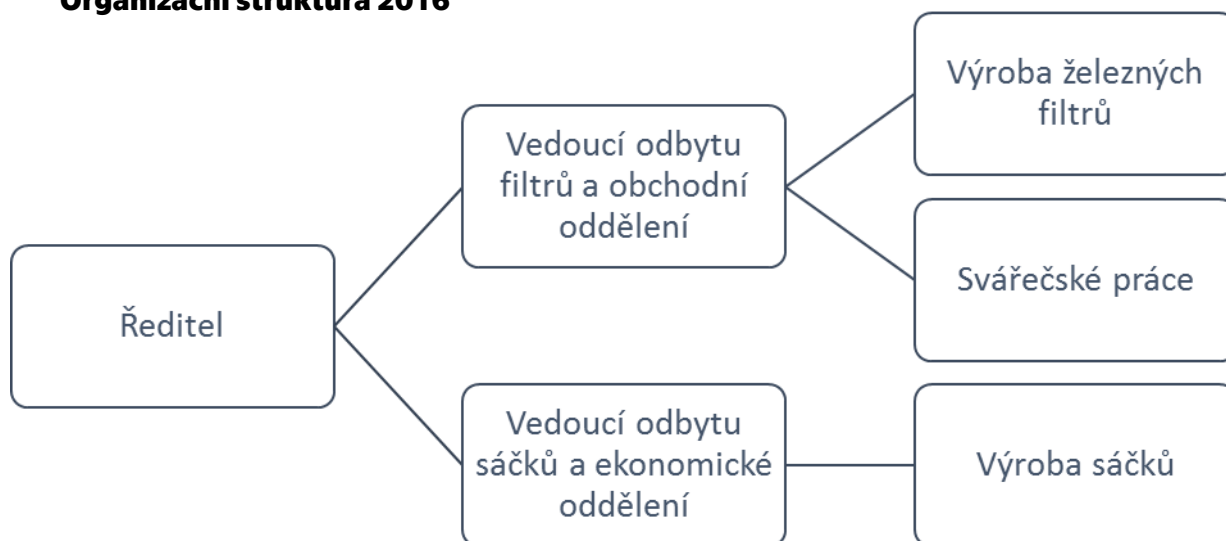 Organizační struktura 2016
Ředitel
Vedoucí odbytu
filtrů a obchodní
oddělení
Výroba železných
filtrů
Svářečské práce
Vedoucí odbytu
sáčků a ekonomické
oddělení
Výroba sáčků